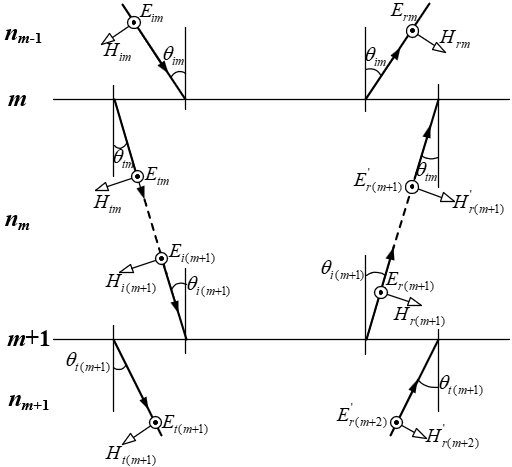 n_{m-1}
E_{im}
H_{im}
θ_{im}
E_{rm}
H_{rm}
θ_{im}
m
θ_{tm}
E_{tm}
H_{tm}
E'_{r(m+1)}
θ_{tm}
H'_{r(m+1)}
n_m
E_{i(m+1)}
H_{i(m+1)}
θ_{i(m+1)}
θ_{i(m+1)}
E_{r(m+1)}
H_{r(m+1)}
m+1
θ_{t(m+1)}
θ_{t(m+1)}
n_{m+1}
E_{t(m+1)}
H_{t(m+1)}
E'_{r(m+2)}
H'_{r(m+2)}